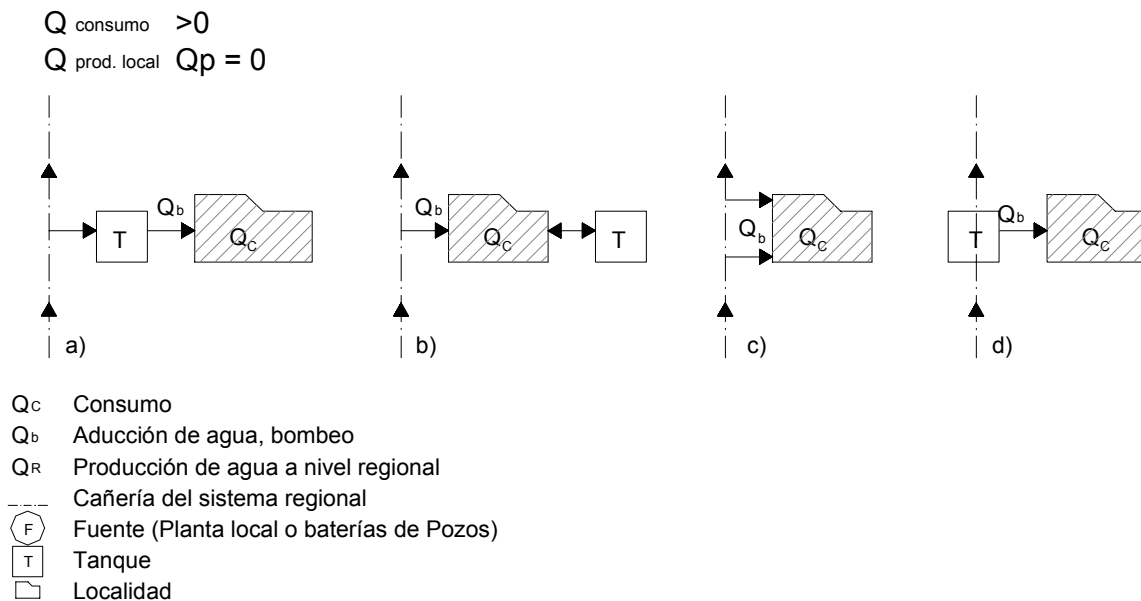 Q consumo >0
Q prod. local Qp = 0
Qb
T
QC
a)
Qb
QC
T
b)
Qb
QC
c)
T
Qb
QC
d)
QC Consumo
Qb Aducción de agua, bombeo
QR Producción de agua a nivel regional
Cañería del sistema regional
F Fuente (Planta local o baterías de Pozos)
T Tanque
Localidad